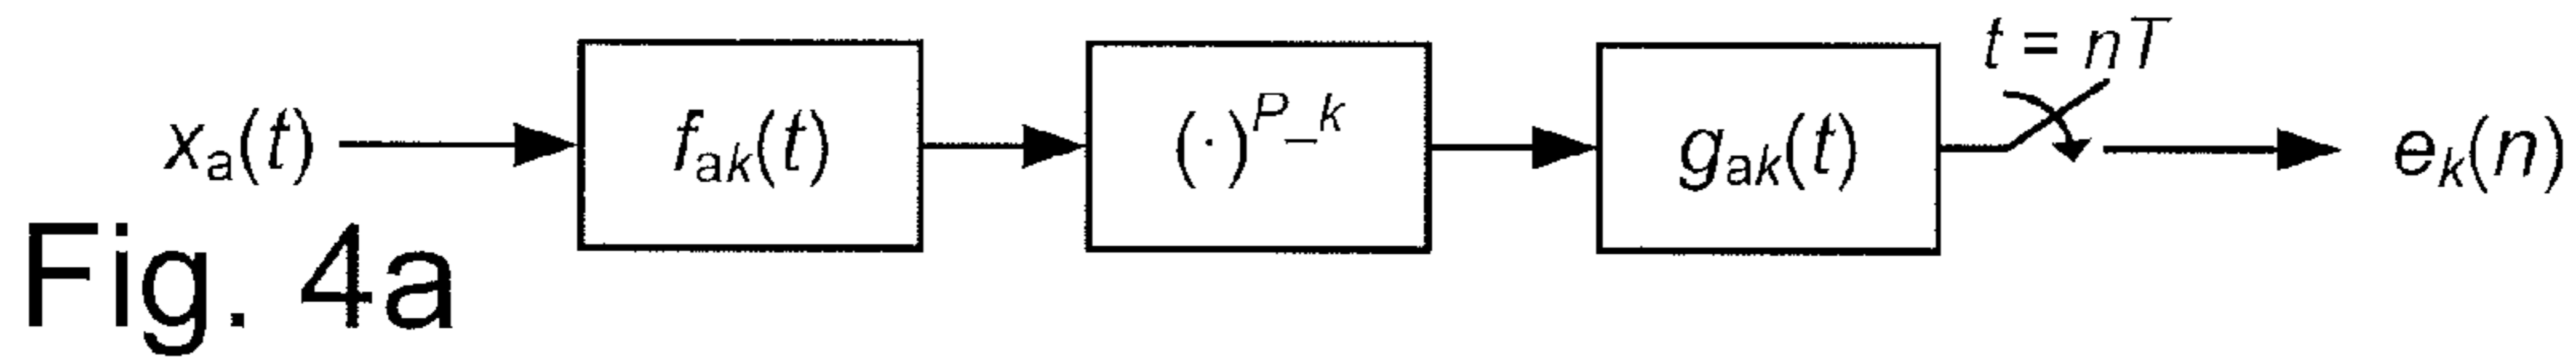 t = nT
xₐ(t) fₐₖ(t) (·)^P_k gₐₖ(t) eₖ(n)
Fig. 4a